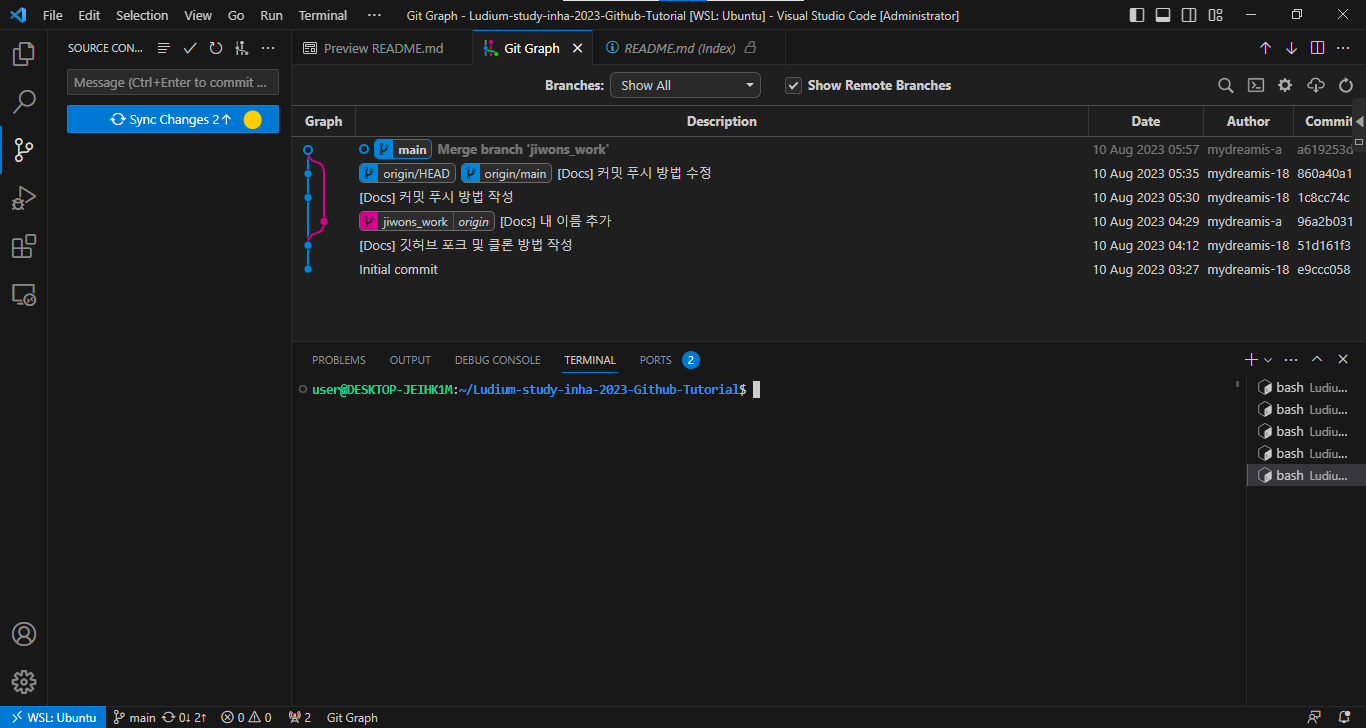 File Edit Selection View Go Run Terminal ··· Git Graph - Ludium-study-inha-2023-Github-Tutorial [WSL: Ubuntu] - Visual Studio Code [Administrator]
SOURCE CON... Preview README.md Git Graph README.md (Index)
Message (Ctrl+Enter to commit ... Branches: Show All Show Remote Branches
Sync Changes 2↑
Graph Description Date Author Commit
main Merge branch 'jiwons_work' 10 Aug 2023 05:57 mydreamis-a a619253d
origin/HEAD origin/main [Docs] 커밋 푸시 방법 수정 10 Aug 2023 05:35 mydreamis-18 860a40a1
[Docs] 커밋 푸시 방법 작성 10 Aug 2023 05:30 mydreamis-18 1c8cc74c
jiwons_work origin [Docs] 내 이름 추가 10 Aug 2023 04:29 mydreamis-a 96a2b031
[Docs] 깃허브 포크 및 클론 방법 작성 10 Aug 2023 04:12 mydreamis-18 51d161f3
Initial commit 10 Aug 2023 03:27 mydreamis-18 e9ccc058
PROBLEMS OUTPUT DEBUG CONSOLE TERMINAL PORTS 2
user@DESKTOP-JEIHK1M:~/Ludium-study-inha-2023-Github-Tutorial$
bash Ludiu...
bash Ludiu...
bash Ludiu...
bash Ludiu...
bash Ludiu...
WSL: Ubuntu main 0↓ 2↑ 0 0 2 Git Graph